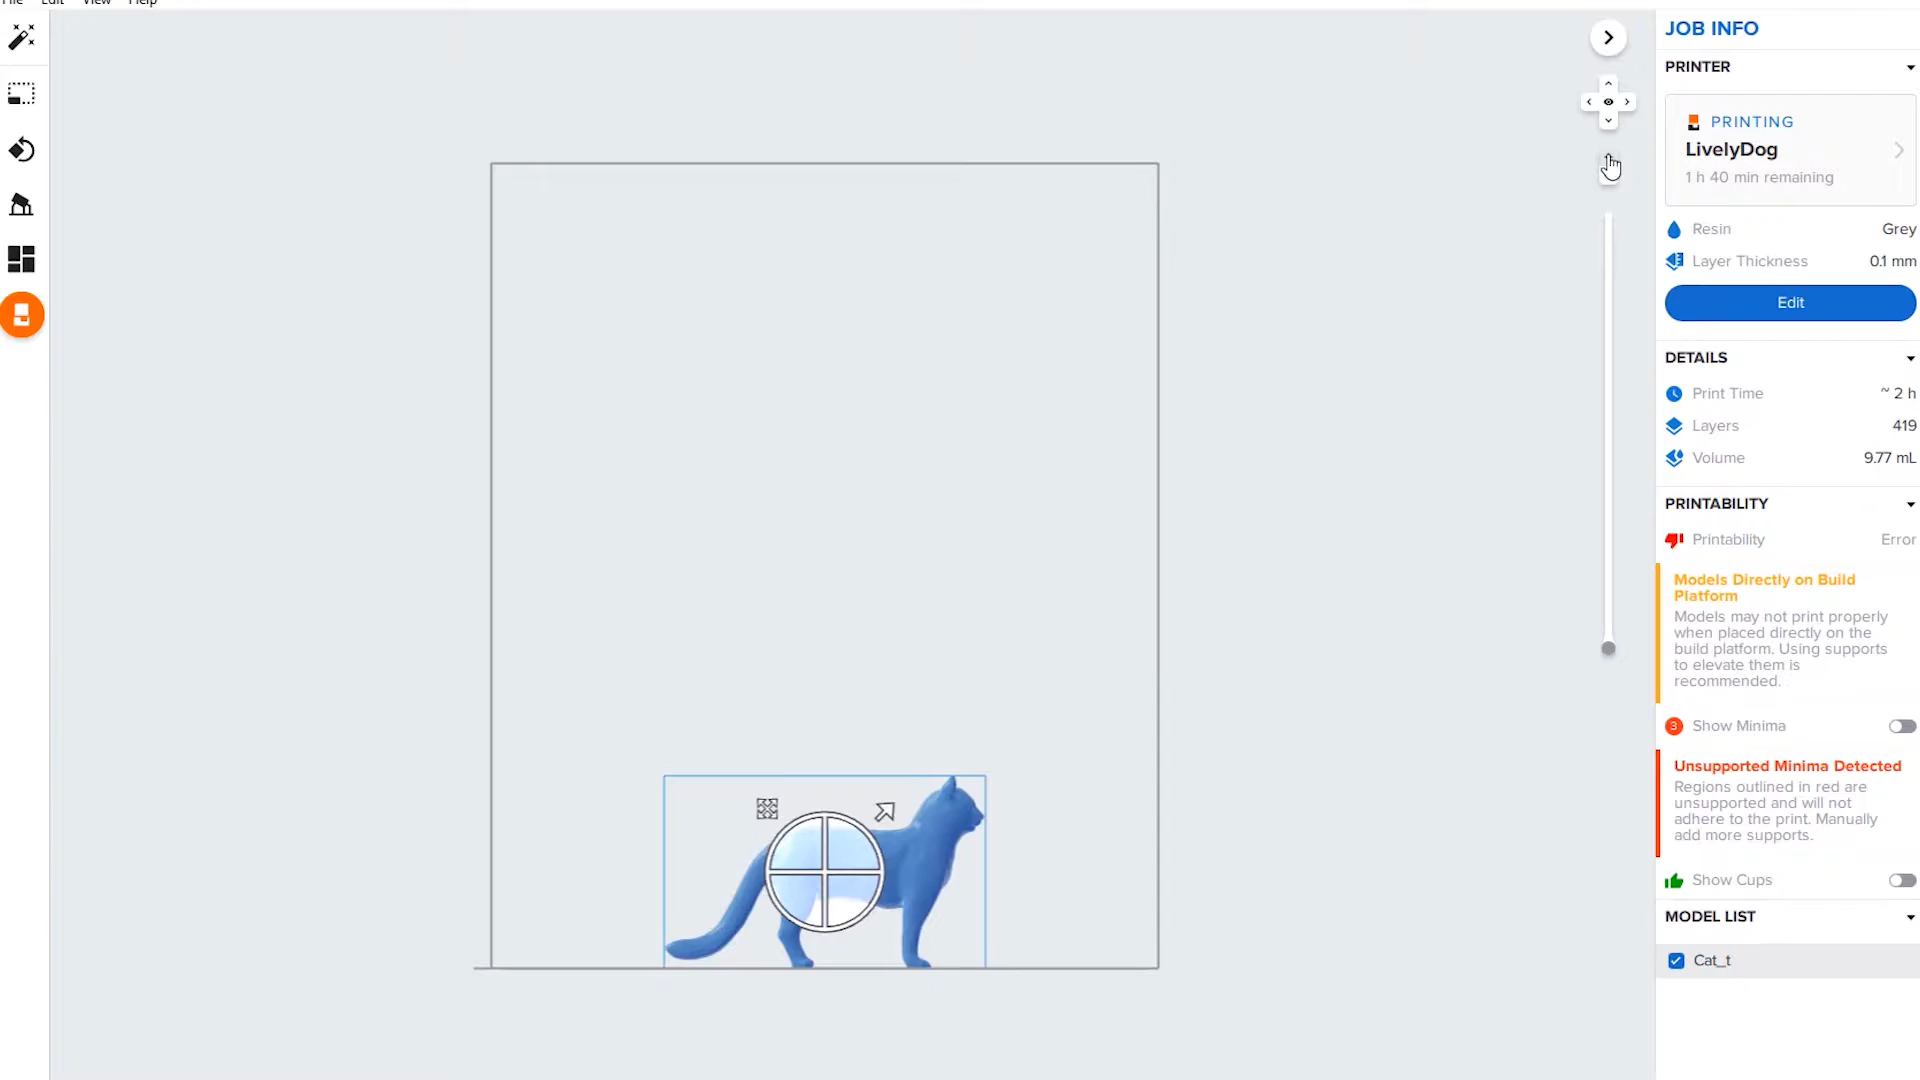 File Edit View Help
JOB INFO
PRINTER
PRINTING
LivelyDog
1 h 40 min remaining
Resin Grey
Layer Thickness 0.1 mm
Edit
DETAILS
Print Time ~ 2 h
Layers 419
Volume 9.77 mL
PRINTABILITY
Printability Error
Models Directly on Build
Platform
Models may not print properly
when placed directly on the
build platform. Using supports
to elevate them is
recommended.
3 Show Minima
Unsupported Minima Detected
Regions outlined in red are
unsupported and will not
adhere to the print. Manually
add more supports.
Show Cups
MODEL LIST
Cat_t